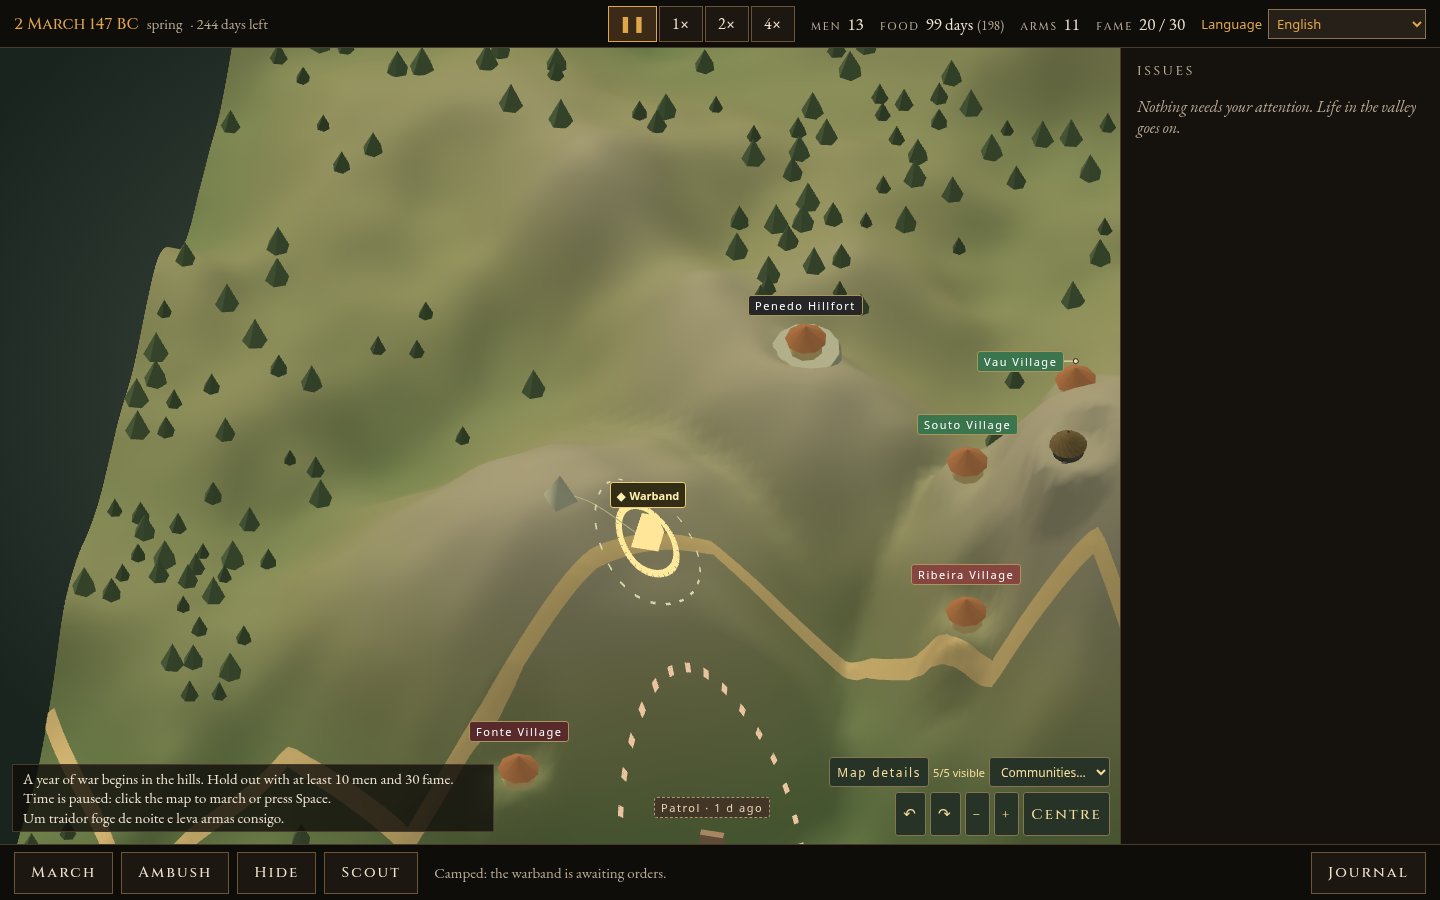 2 March 147 BC spring · 244 days left
1× 2× 4×
MEN 13 FOOD 99 days (198) ARMS 11 FAME 20 / 30 Language English
ISSUES
Nothing needs your attention. Life in the valley
goes on.
Penedo Hillfort
Vau Village
Souto Village
◆ Warband
Ribeira Village
Fonte Village
Patrol · 1 d ago
A year of war begins in the hills. Hold out with at least 10 men and 30 fame.
Time is paused: click the map to march or press Space.
Um traidor foge de noite e leva armas consigo.
Map details 5/5 visible Communities...
↶ ↷ − + Centre
March Ambush Hide Scout Camped: the warband is awaiting orders. Journal